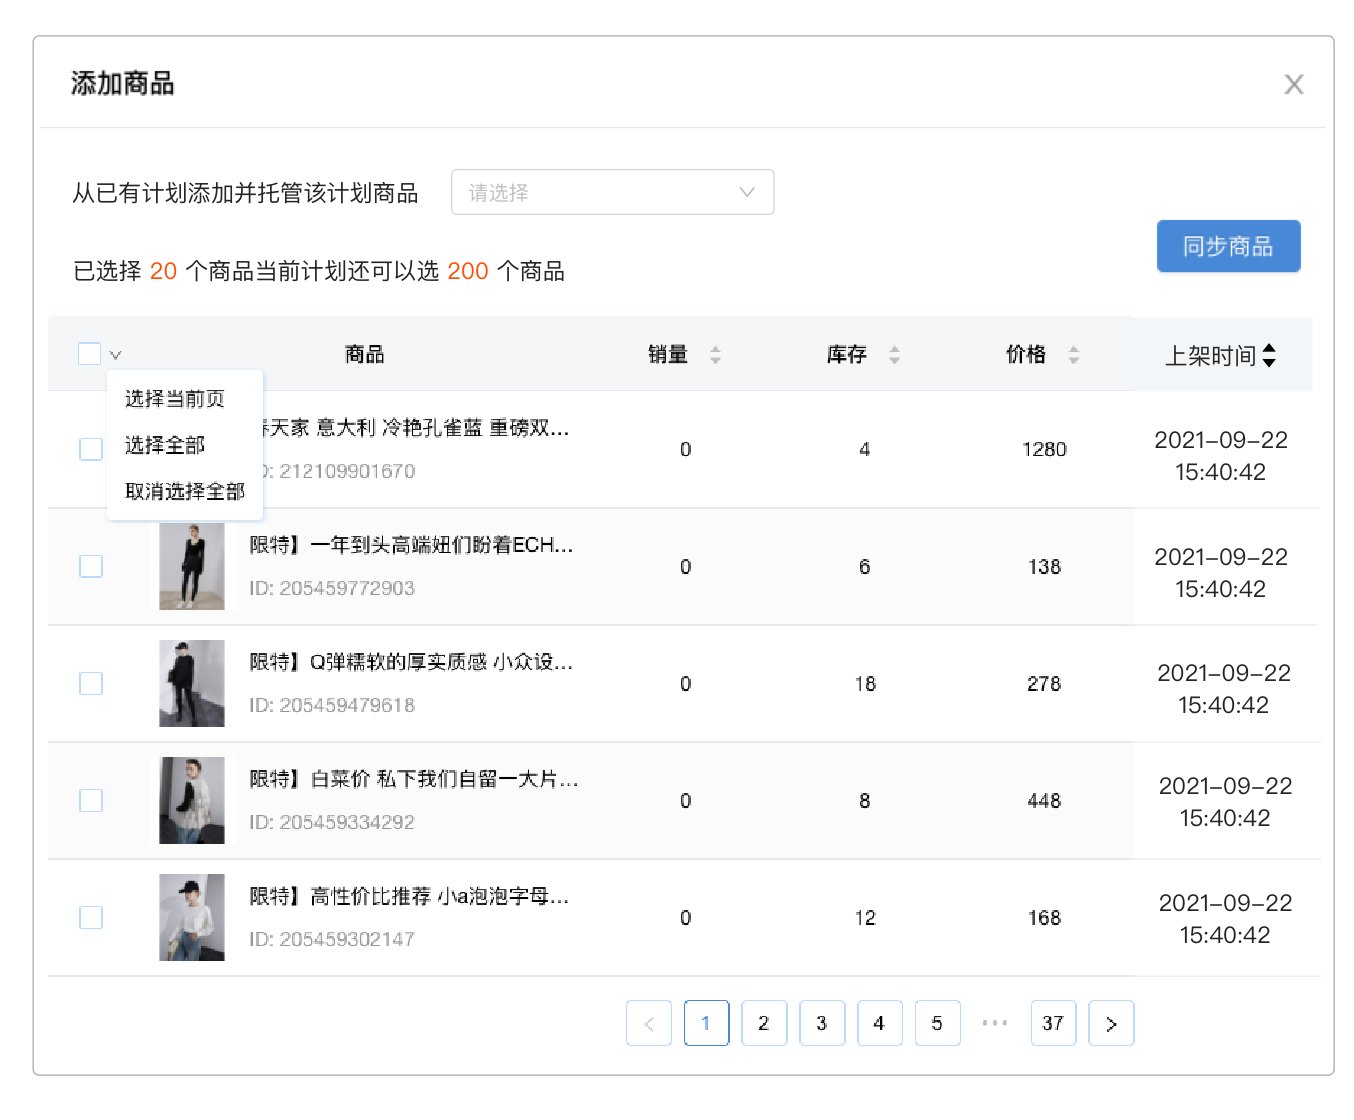 添加商品
从已有计划添加并托管该计划商品 请选择
同步商品
已选择 20 个商品当前计划还可以选 200 个商品
商品 销量 库存 价格 上架时间
选择当前页
选择全部
取消选择全部
天家 意大利 冷艳孔雀蓝 重磅双...
: 212109901670
0 4 1280 2021-09-22
15:40:42
限特】一年到头高端妞们盼着ECH...
ID: 205459772903
0 6 138 2021-09-22
15:40:42
限特】Q弹糯软的厚实质感 小众设...
ID: 205459479618
0 18 278 2021-09-22
15:40:42
限特】白菜价 私下我们自留一大片...
ID: 205459334292
0 8 448 2021-09-22
15:40:42
限特】高性价比推荐 小a泡泡字母...
ID: 205459302147
0 12 168 2021-09-22
15:40:42
< 1 2 3 4 5 ••• 37 >